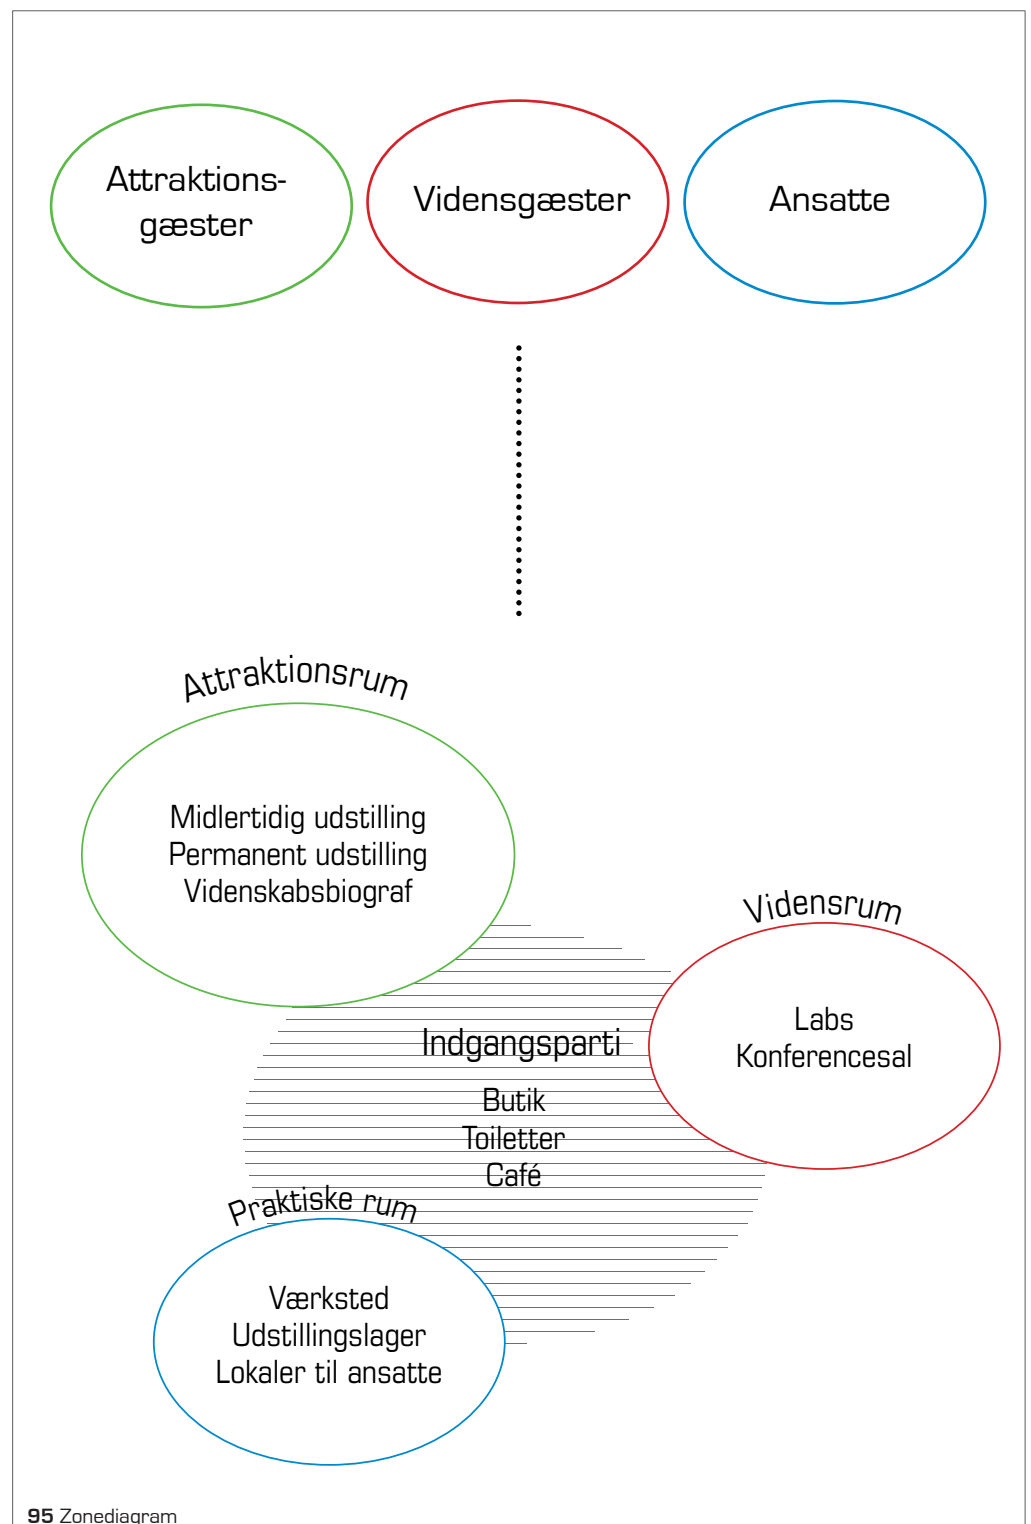 Attraktions-
gæster
Vidensgæster
Ansatte
Attraktionsrum
Midlertidig udstilling
Permanent udstilling
Videnskabsbiograf
Vidensrum
Labs
Konferencesal
Indgangsparti
Butik
Toiletter
Café
Praktiske rum
Værksted
Udstillingslager
Lokaler til ansatte
95 Zonediagram